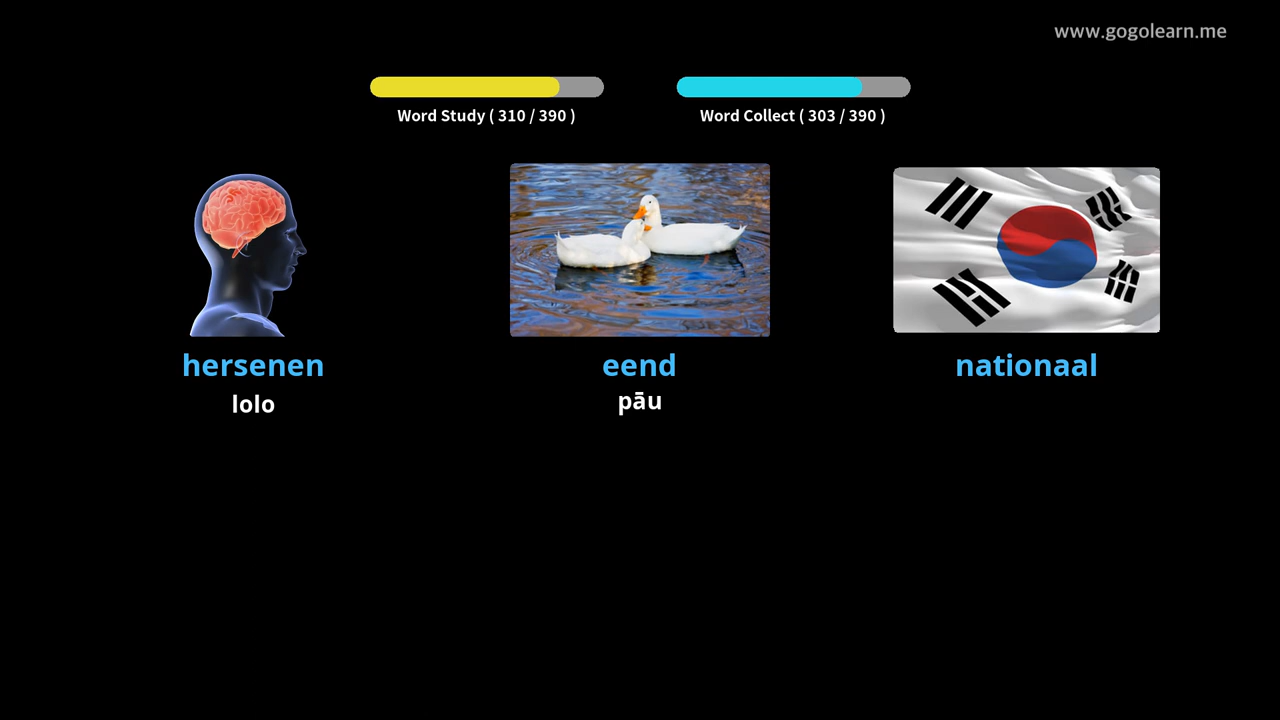 www.gogolearn.me
Word Study ( 310 / 390 )
Word Collect ( 303 / 390 )
hersenen
eend
nationaal
lolo
pāu